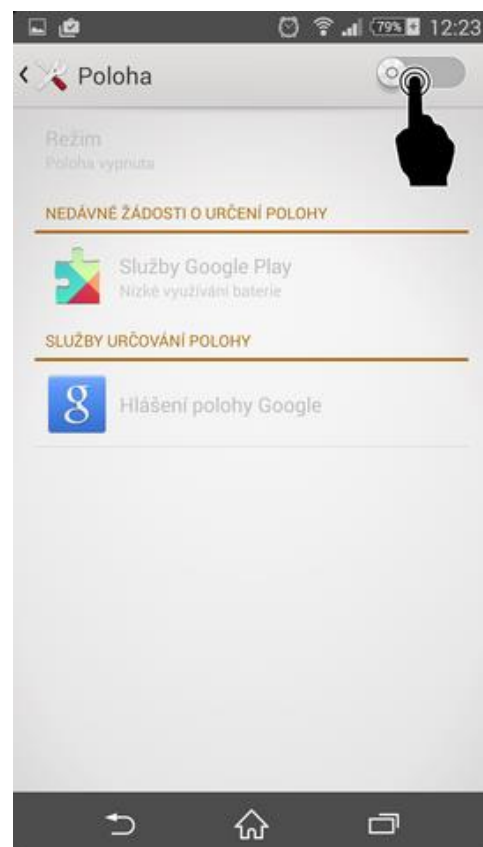 79% 12:23
Poloha
Režim
Poloha vypnuta
NEDÁVNÉ ŽÁDOSTI O URČENÍ POLOHY
Služby Google Play
Nízké využívání baterie
SLUŽBY URČOVÁNÍ POLOHY
g Hlášení polohy Google